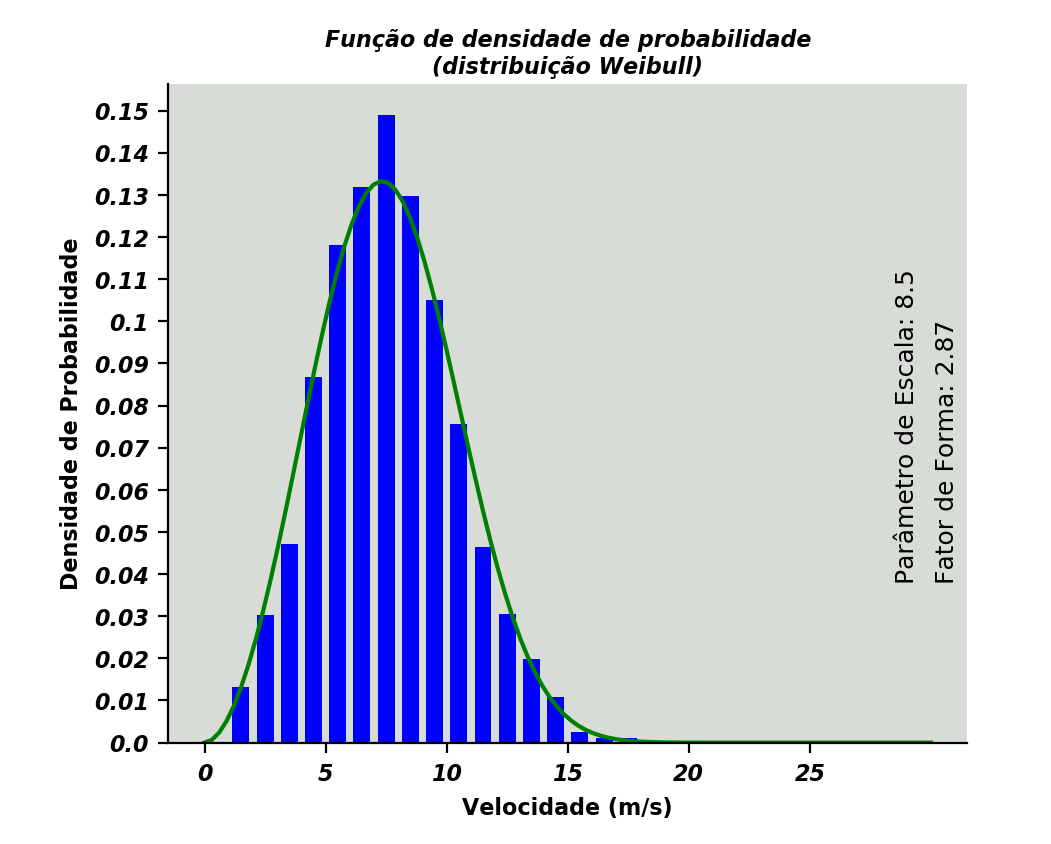 Função de densidade de probabilidade
(distribuição Weibull)
Densidade de Probabilidade
0.15
0.14
0.13
0.12
0.11
0.1
0.09
0.08
0.07
0.06
0.05
0.04
0.03
0.02
0.01
0.0
Parâmetro de Escala: 8.5
Fator de Forma: 2.87
0 5 10 15 20 25
Velocidade (m/s)